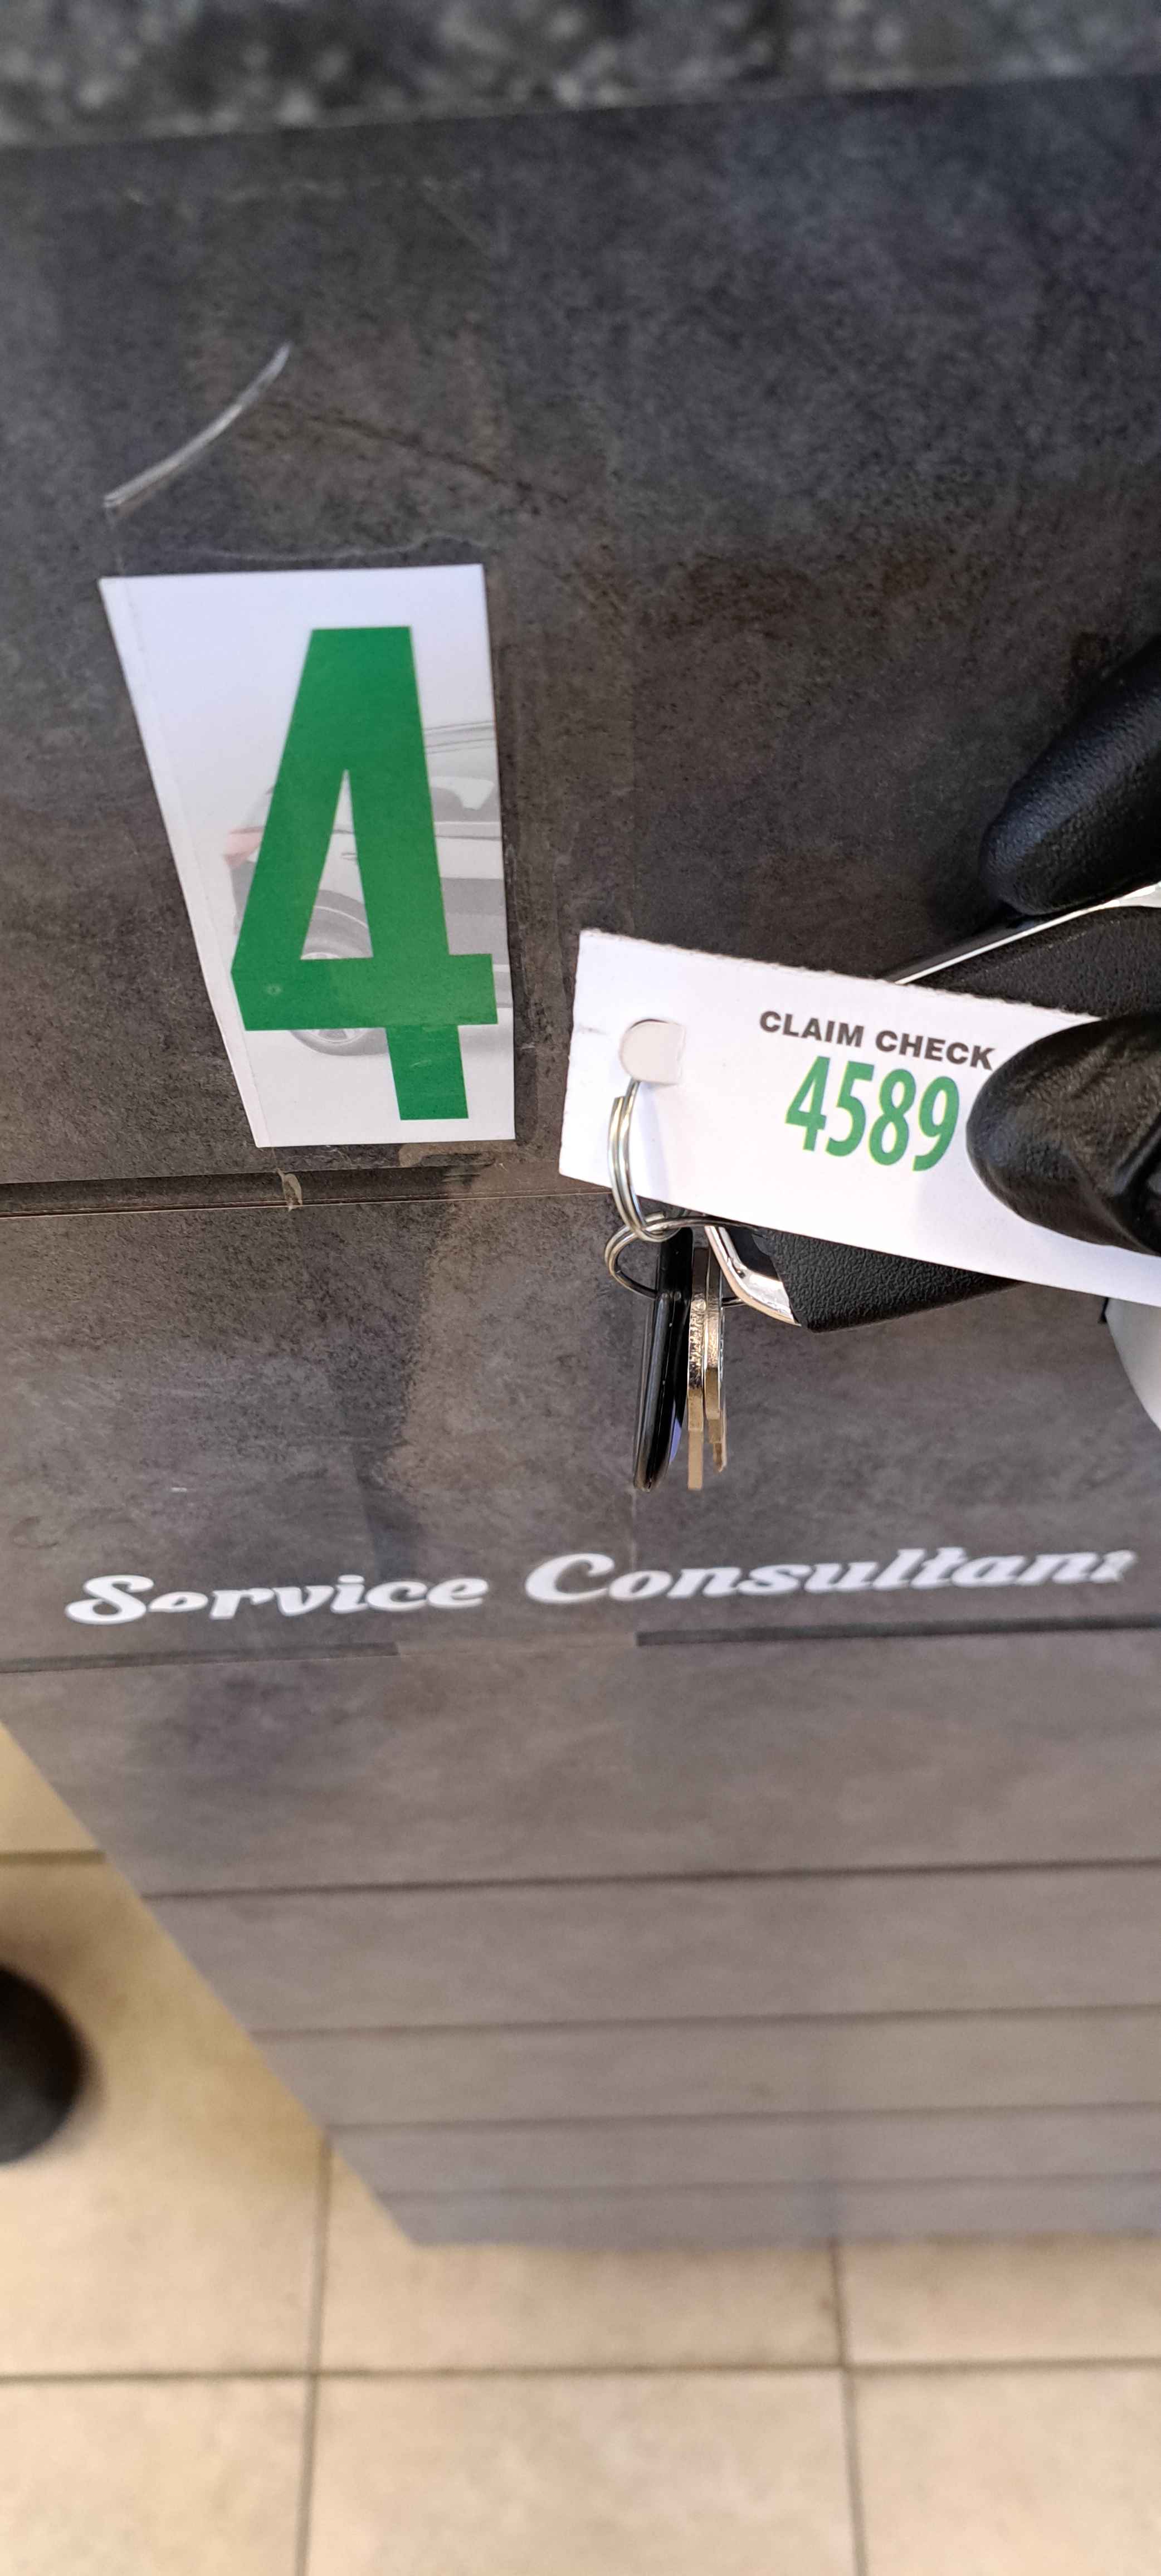 4
CLAIM CHECK
4589
Service Consultant